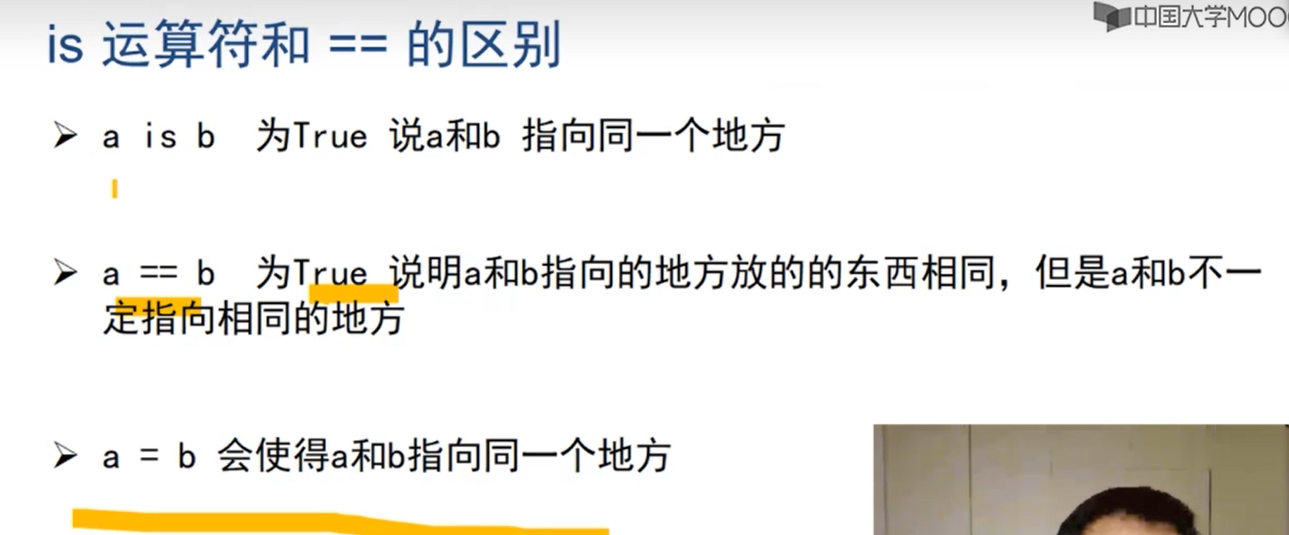 中国大学MOO
is 运算符和 == 的区别
➢ a is b 为True 说a和b 指向同一个地方
➢ a == b 为True 说明a和b指向的地方放的的东西相同，但是a和b不一
定指向相同的地方
➢ a = b 会使得a和b指向同一个地方